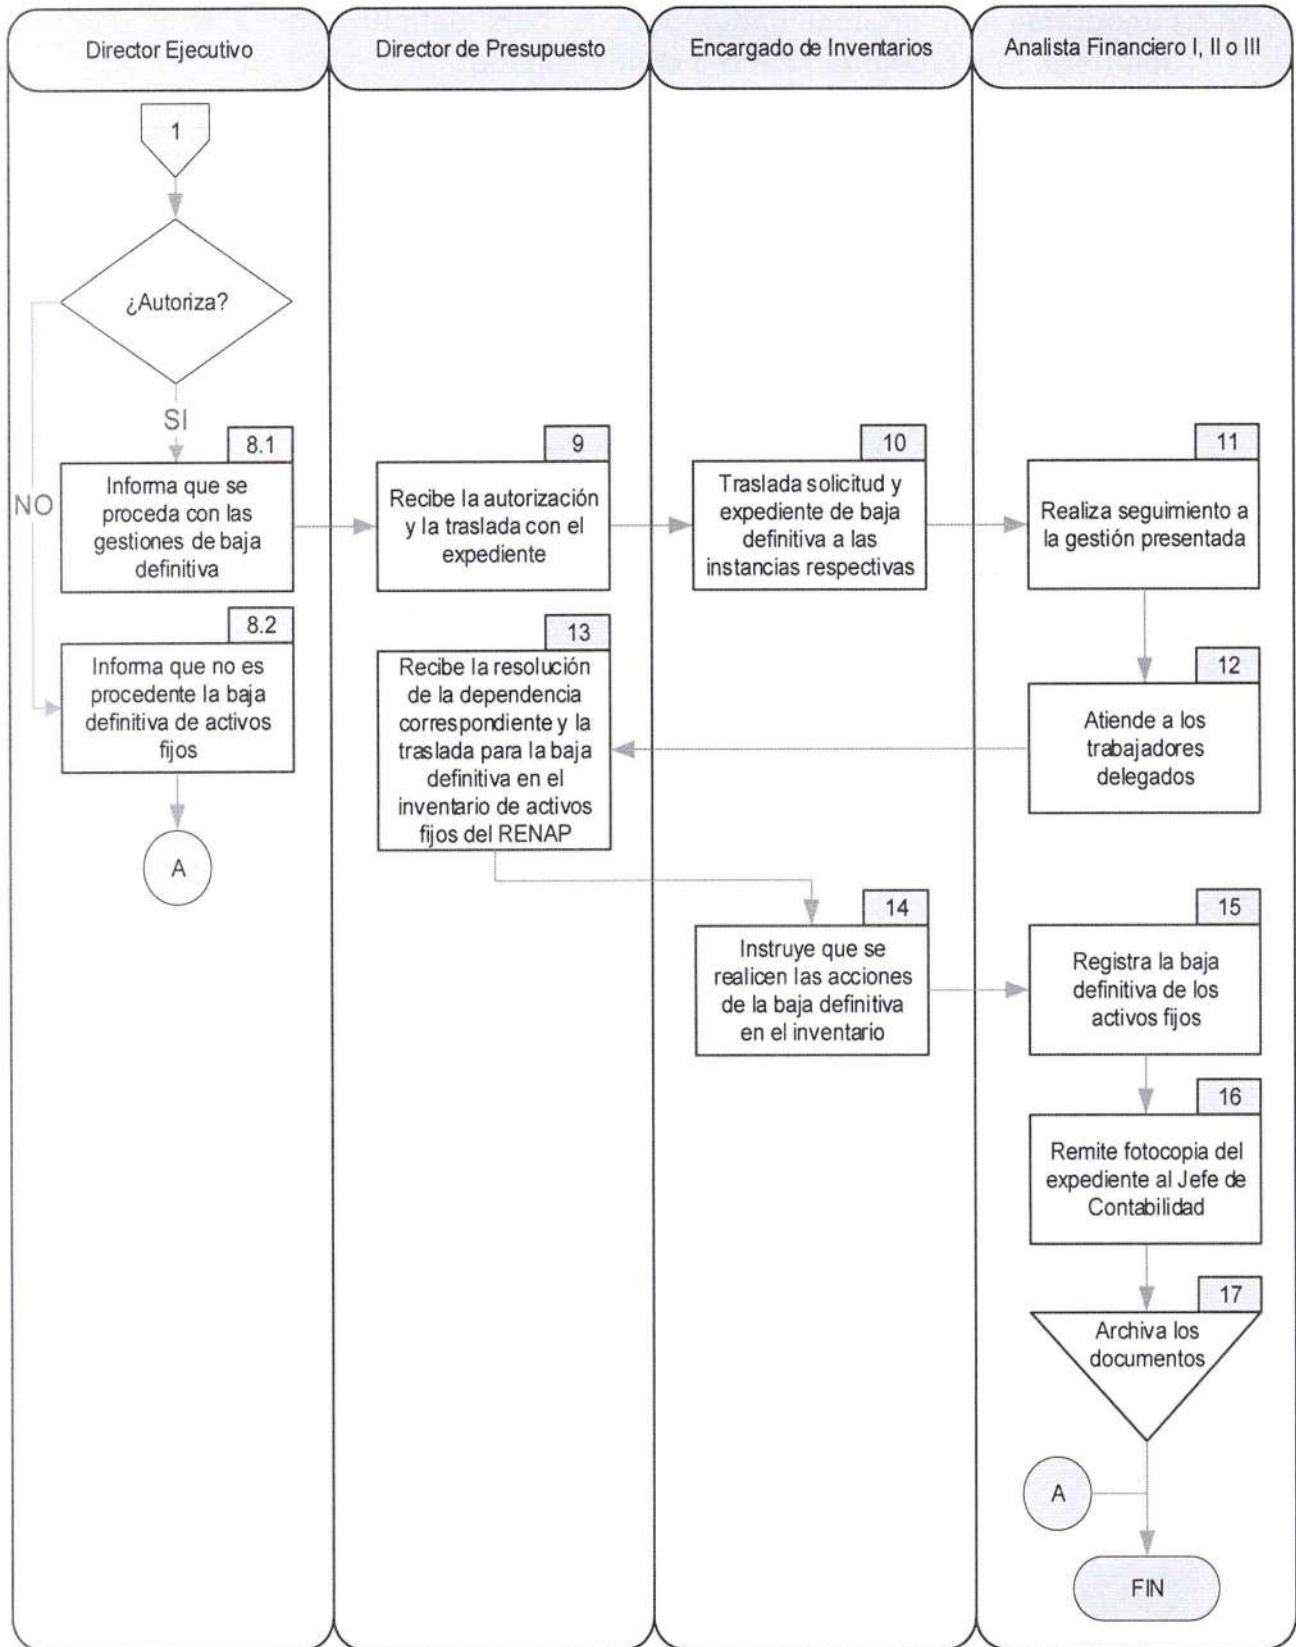 Director Ejecutivo
Director de Presupuesto
Encargado de Inventarios
Analista Financiero I, II o III
1
¿Autoriza?
SI
NO
8.1
Informa que se
proceda con las
gestiones de baja
definitiva
9
Recibe la autorización
y la traslada con el
expediente
10
Traslada solicitud y
expediente de baja
definitiva a las
instancias respectivas
11
Realiza seguimiento a
la gestión presentada
8.2
Informa que no es
procedente la baja
definitiva de activos
fijos
A
13
Recibe la resolución
de la dependencia
correspondiente y la
traslada para la baja
definitiva en el
inventario de activos
fijos del RENAP
12
Atiende a los
trabajadores
delegados
14
Instruye que se
realicen las acciones
de la baja definitiva
en el inventario
15
Registra la baja
definitiva de los
activos fijos
16
Remite fotocopia del
expediente al Jefe de
Contabilidad
17
Archiva los
documentos
A
FIN